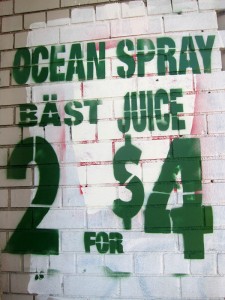 OCEAN SPRAY
BÄST JUICE
2 FOR $4